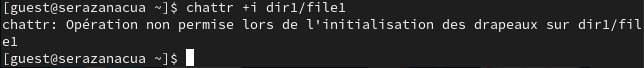 [guest@serazanacua ~]$ chattr +i dir1/file1
chattr: Opération non permise lors de l'initialisation des drapeaux sur dir1/fil
e1
[guest@serazanacua ~]$